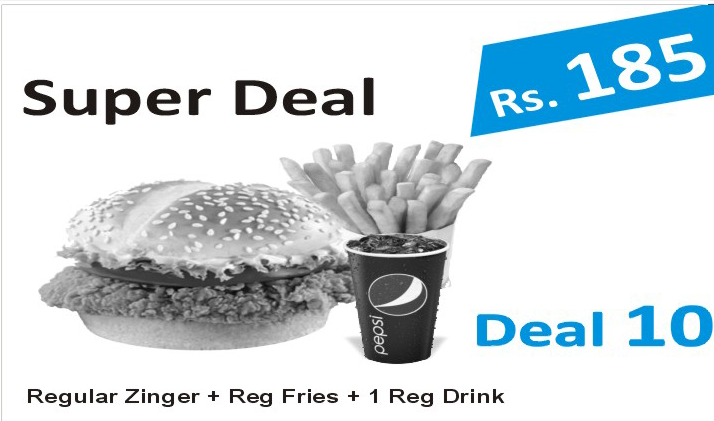 Super Deal
Rs. 185
pepsi
Deal 10
Regular Zinger + Reg Fries + 1 Reg Drink